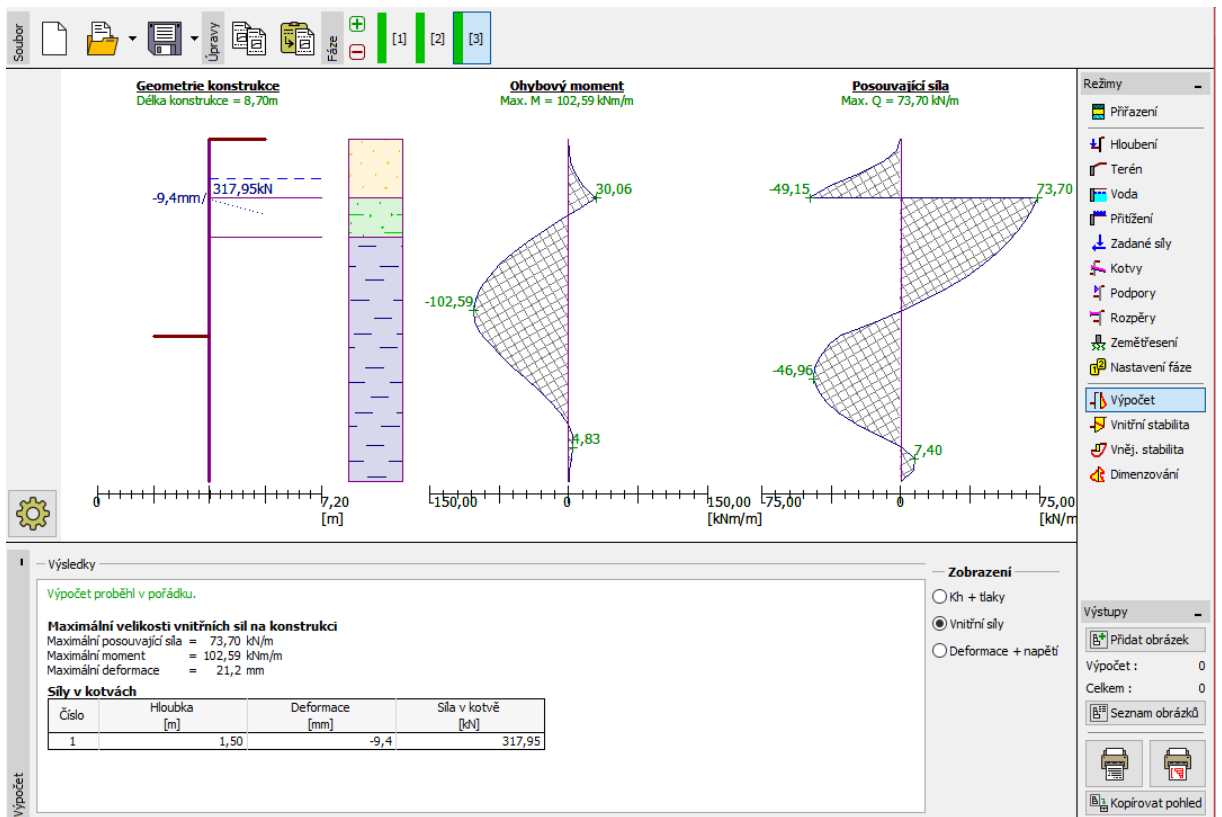 Soubor
Úpravy
Fáze
[1]
[2]
[3]
Geometrie konstrukce
Délka konstrukce = 8,70m
Ohybový moment
Max. M = 102,59 kNm/m
Posouvající síla
Max. Q = 73,70 kN/m
-9,4mm/
317,95kN
30,06
-102,59
4,83
-49,15
73,70
-46,96
7,40
0
7,20
[m]
-150,00
0
150,00
[kNm/m]
-75,00
0
75,00
[kN/m
Režimy
Přiřazení
Hloubení
Terén
Voda
Přitížení
Zadané síly
Kotvy
Podpory
Rozpěry
Zemětřesení
Nastavení fáze
Výpočet
Vnitřní stabilita
Vněj. stabilita
Dimenzování
Výpočet
Výsledky
Výpočet proběhl v pořádku.
Maximální velikosti vnitřních sil na konstrukci
Maximální posouvající síla = 73,70 kN/m
Maximální moment = 102,59 kNm/m
Maximální deformace = 21,2 mm
Síly v kotvách
Číslo Hloubka Deformace Síla v kotvě
[m] [mm] [kN]
1 1,50 -9,4 317,95
Zobrazení
Kh + tlaky
Vnitřní síly
Deformace + napětí
Výstupy
Přidat obrázek
Výpočet : 0
Celkem : 0
Seznam obrázků
Kopírovat pohled